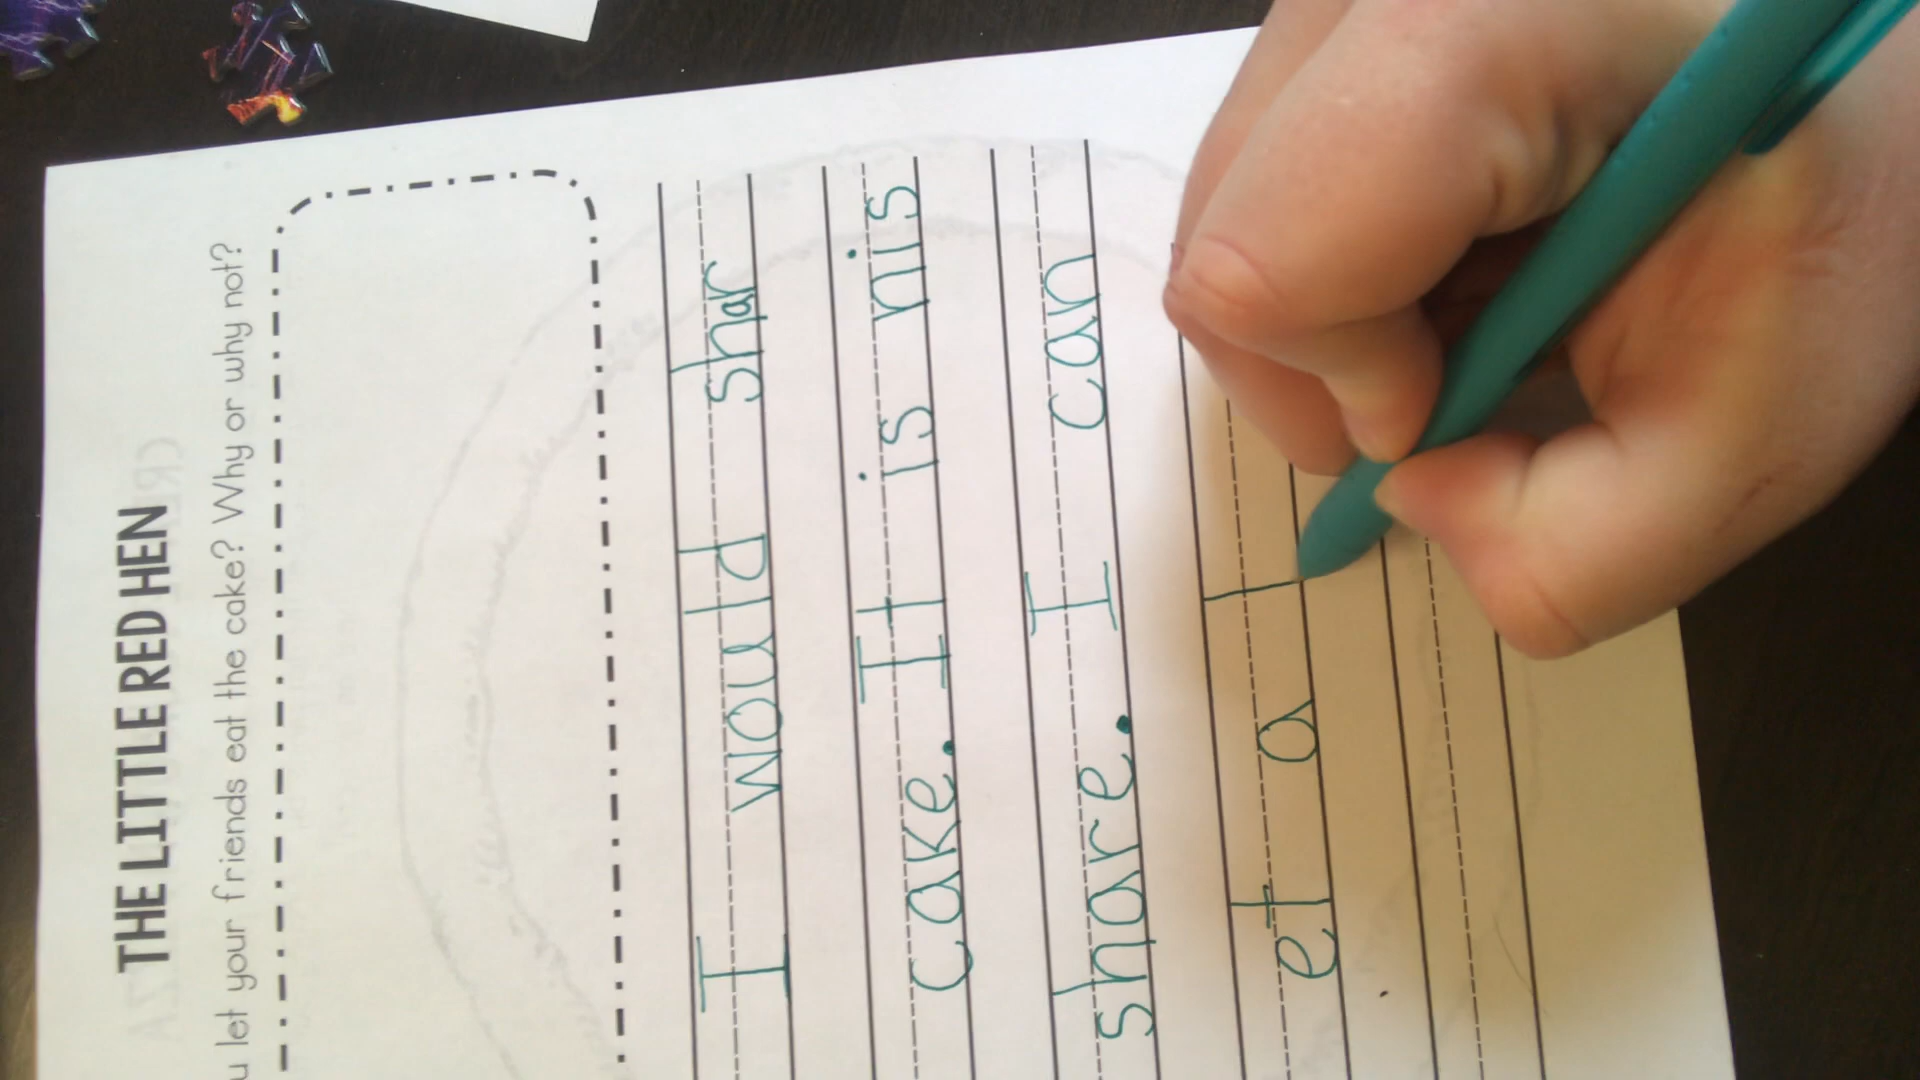 THE LITTLE RED HEN
u let your friends eat the cake? Why or why not?
I would shar
cake. It is nis
share. I can
et a l